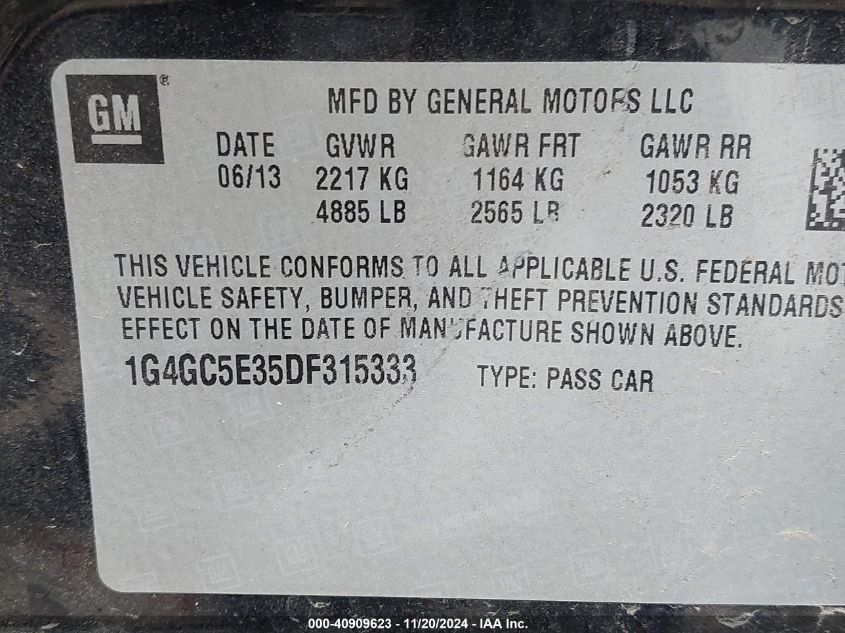 GM ®
MFD BY GENERAL MOTORS LLC
DATE GVWR GAWR FRT GAWR RR
06/13 2217 KG 1164 KG 1053 KG
4885 LB 2565 LB 2320 LB
THIS VEHICLE CONFORMS TO ALL APPLICABLE U.S. FEDERAL MOT
VEHICLE SAFETY, BUMPER, AND THEFT PREVENTION STANDARDS
EFFECT ON THE DATE OF MANUFACTURE SHOWN ABOVE.
1G4GC5E35DF315333 TYPE: PASS CAR
000-40909623 - 11/20/2024 - IAA Inc.